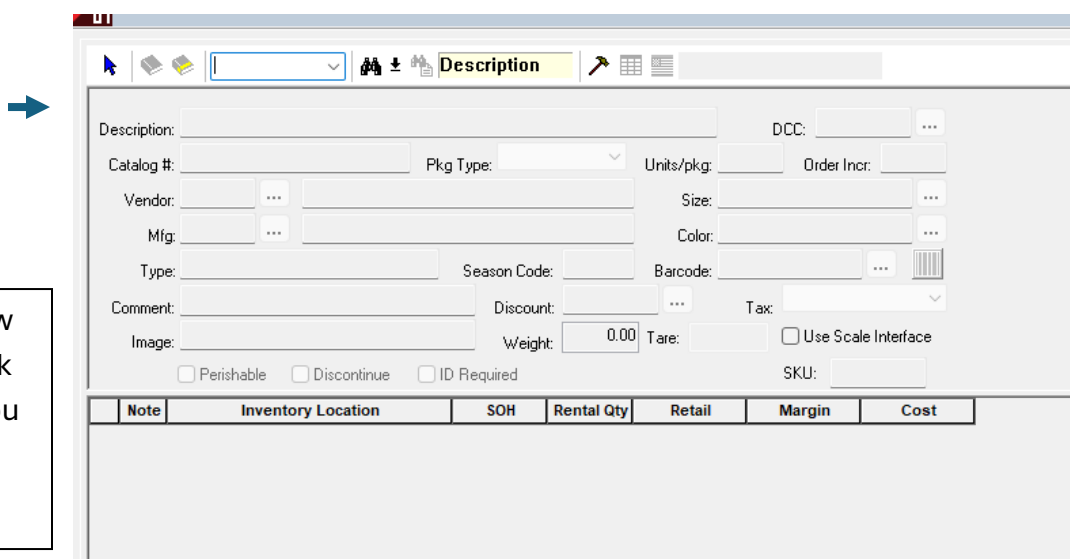 Description
Description:
DCC:
...
Catalog #:
Pkg Type:
Units/pkg:
Order Incr:
Vendor:
...
Size:
...
Mfg:
...
Color:
...
Type:
Season Code:
Barcode:
...
Comment:
Discount:
...
Tax:
Image:
Weight:
0.00
Tare:
Use Scale Interface
Perishable
Discontinue
ID Required
SKU:
Note
Inventory Location
SOH
Rental Qty
Retail
Margin
Cost